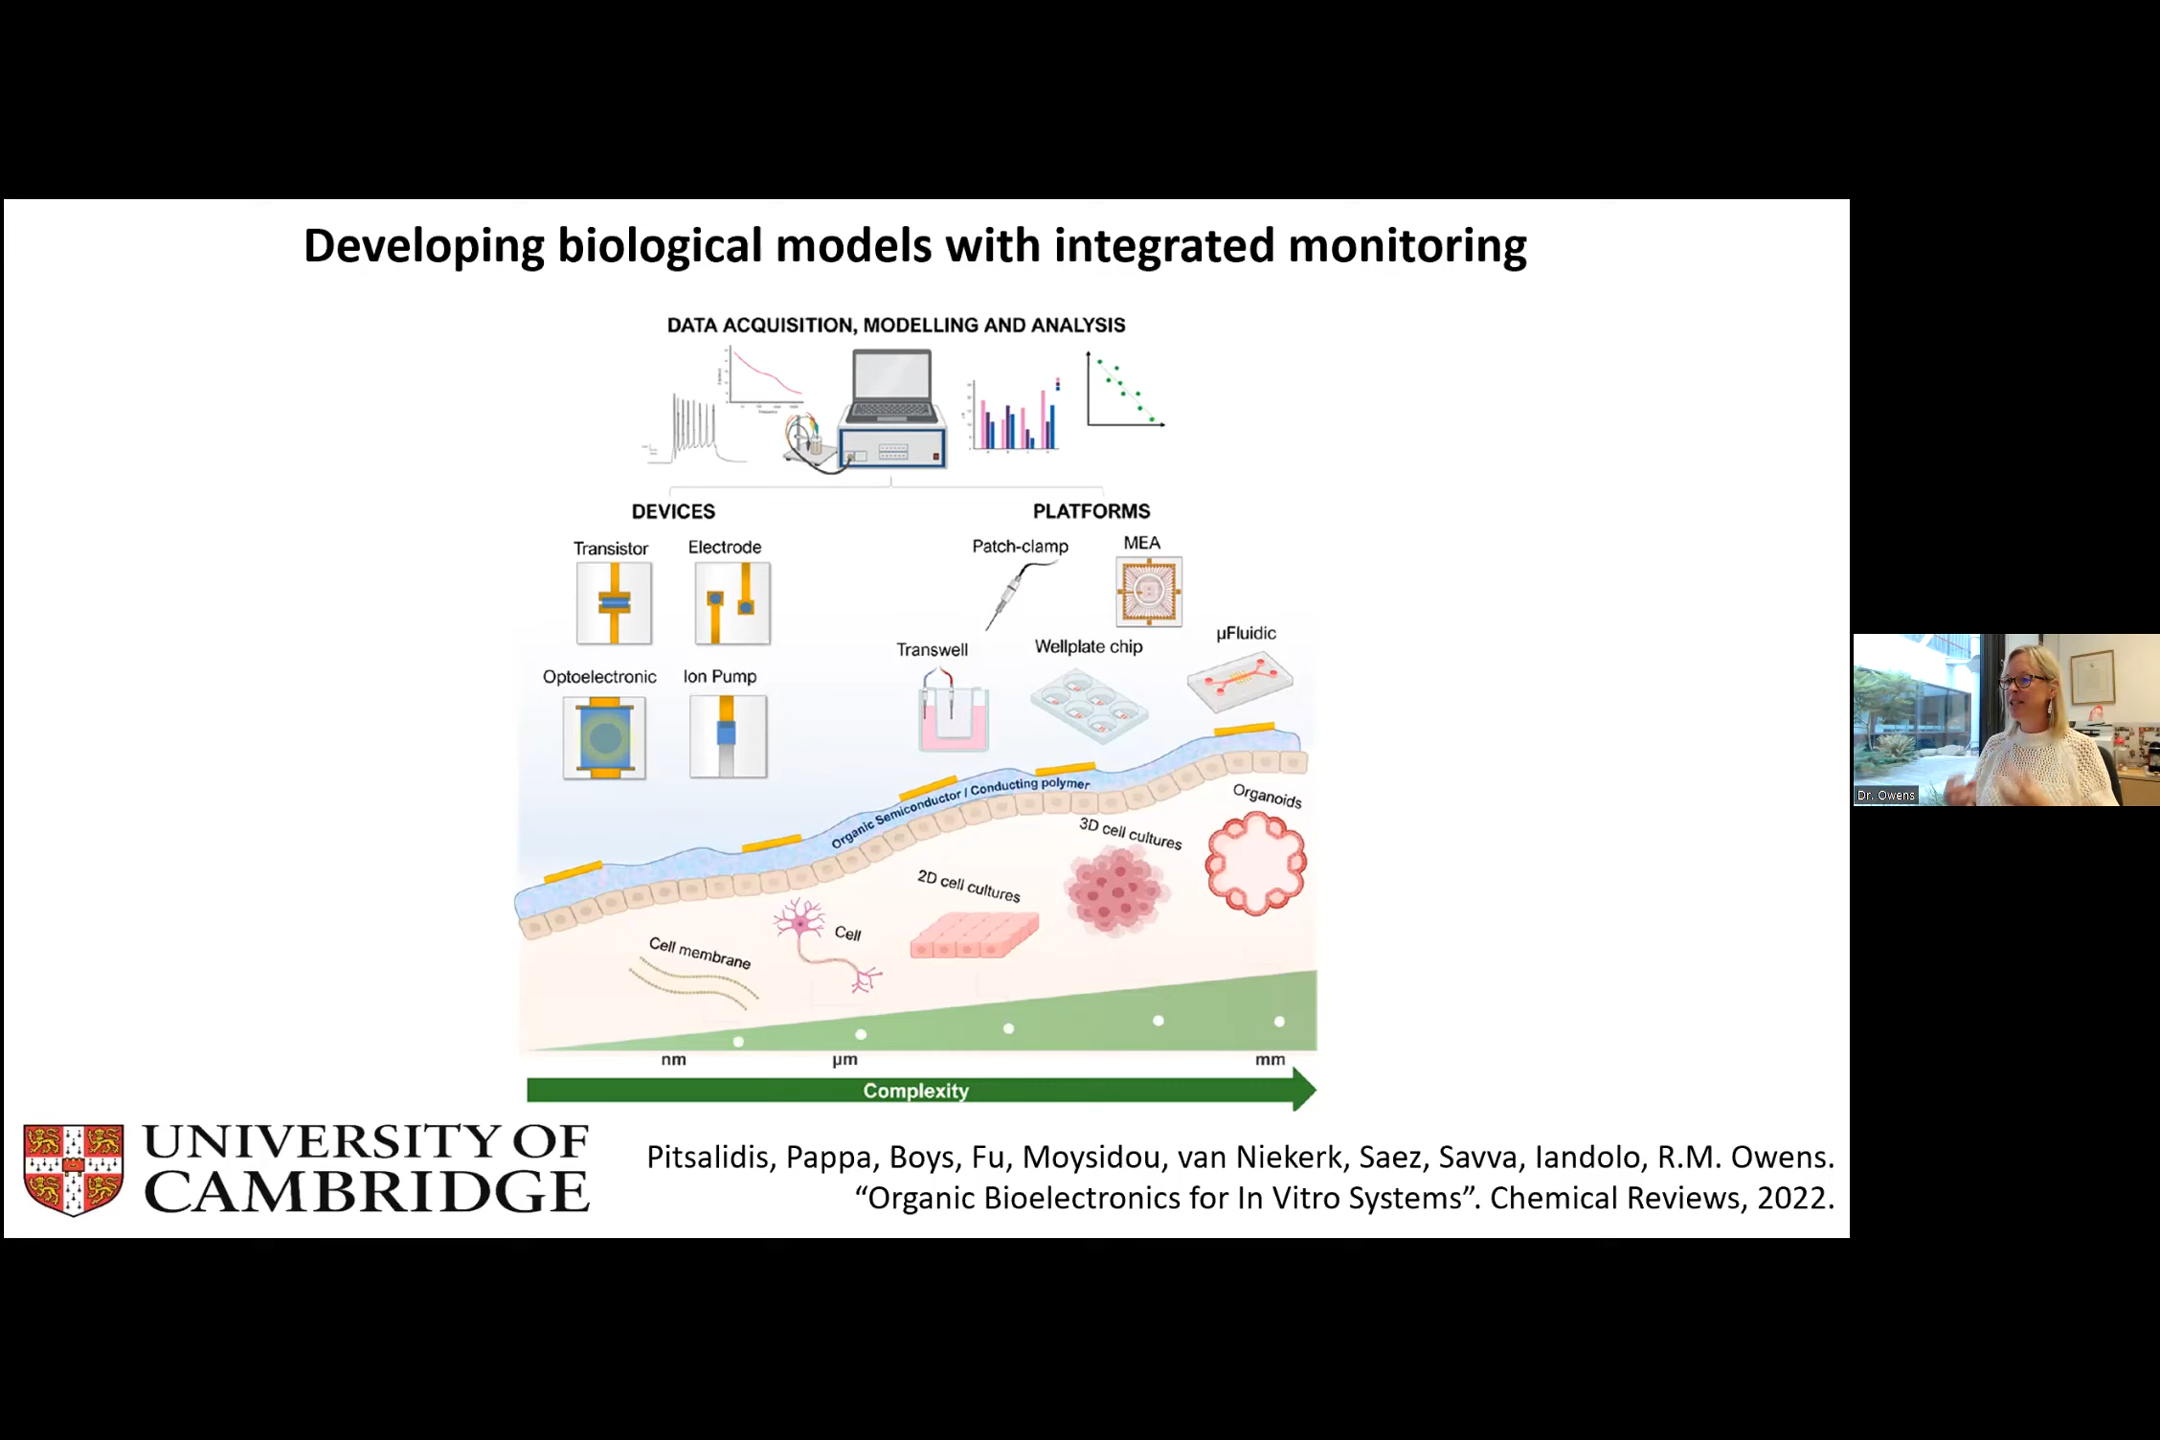 Developing biological models with integrated monitoring
DATA ACQUISITION, MODELLING AND ANALYSIS
DEVICES
PLATFORMS
Transistor
Electrode
Patch-clamp
MEA
Optoelectronic
Ion Pump
Transwell
Wellplate chip
µFluidic
Organic Semiconductor / Conducting polymer
Cell membrane
Cell
2D cell cultures
3D cell cultures
Organoids
nm
µm
mm
Complexity
UNIVERSITY OF
CAMBRIDGE
Pitsalidis, Pappa, Boys, Fu, Moysidou, van Niekerk, Saez, Savva, Iandolo, R.M. Owens.
“Organic Bioelectronics for In Vitro Systems”. Chemical Reviews, 2022.
Dr. Owens